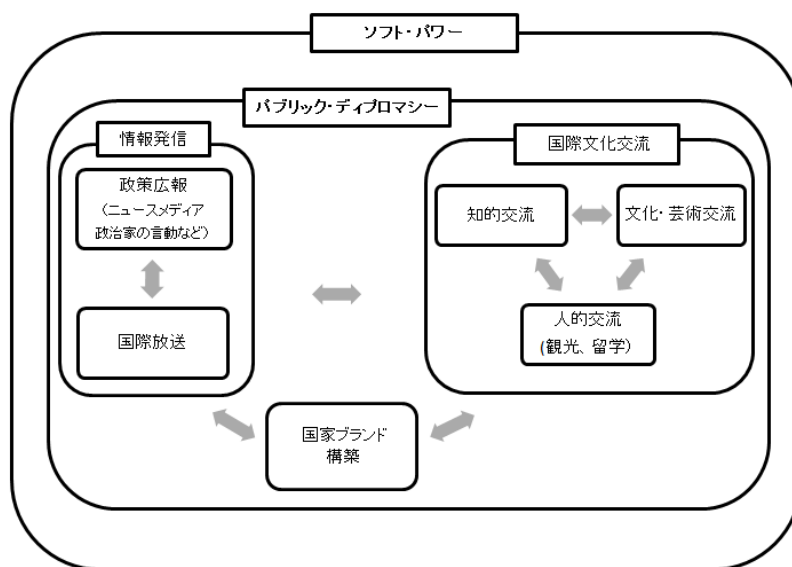 ソフト・パワー
パブリック・ディプロマシー
情報発信
政策広報
(ニュースメディア
政治家の言動など)
国際放送
国際文化交流
知的交流
文化・芸術交流
人的交流
(観光、留学)
国家ブランド
構築